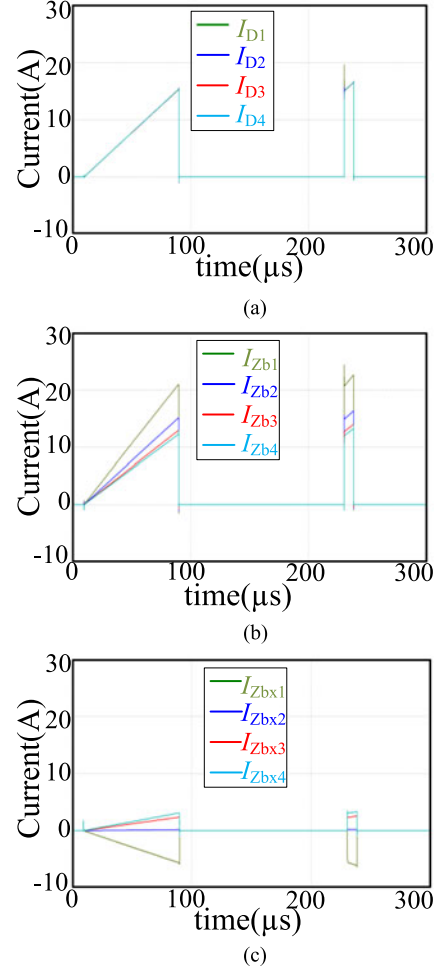 30
20
10
0
-10
Current(A)
I_D1
I_D2
I_D3
I_D4
0 100 200 300
time(μs)
(a)
30
20
10
0
-10
Current(A)
I_Zb1
I_Zb2
I_Zb3
I_Zb4
0 100 200 300
time(μs)
(b)
30
20
10
0
-10
Current(A)
I_Zbx1
I_Zbx2
I_Zbx3
I_Zbx4
0 100 200 300
time(μs)
(c)